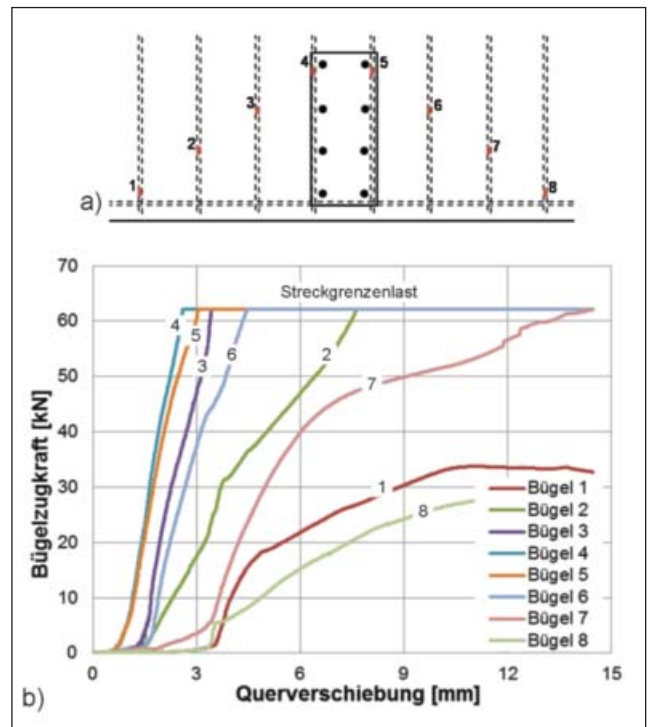 4
5
3
6
2
7
1
8
a)
70
60
50
40
30
20
10
0
Bügelzugkraft [kN]
Streckgrenzenlast
4
5
3
6
2
7
1
8
Bügel 1
Bügel 2
Bügel 3
Bügel 4
Bügel 5
Bügel 6
Bügel 7
Bügel 8
0 3 6 9 12 15
b) Querverschiebung [mm]